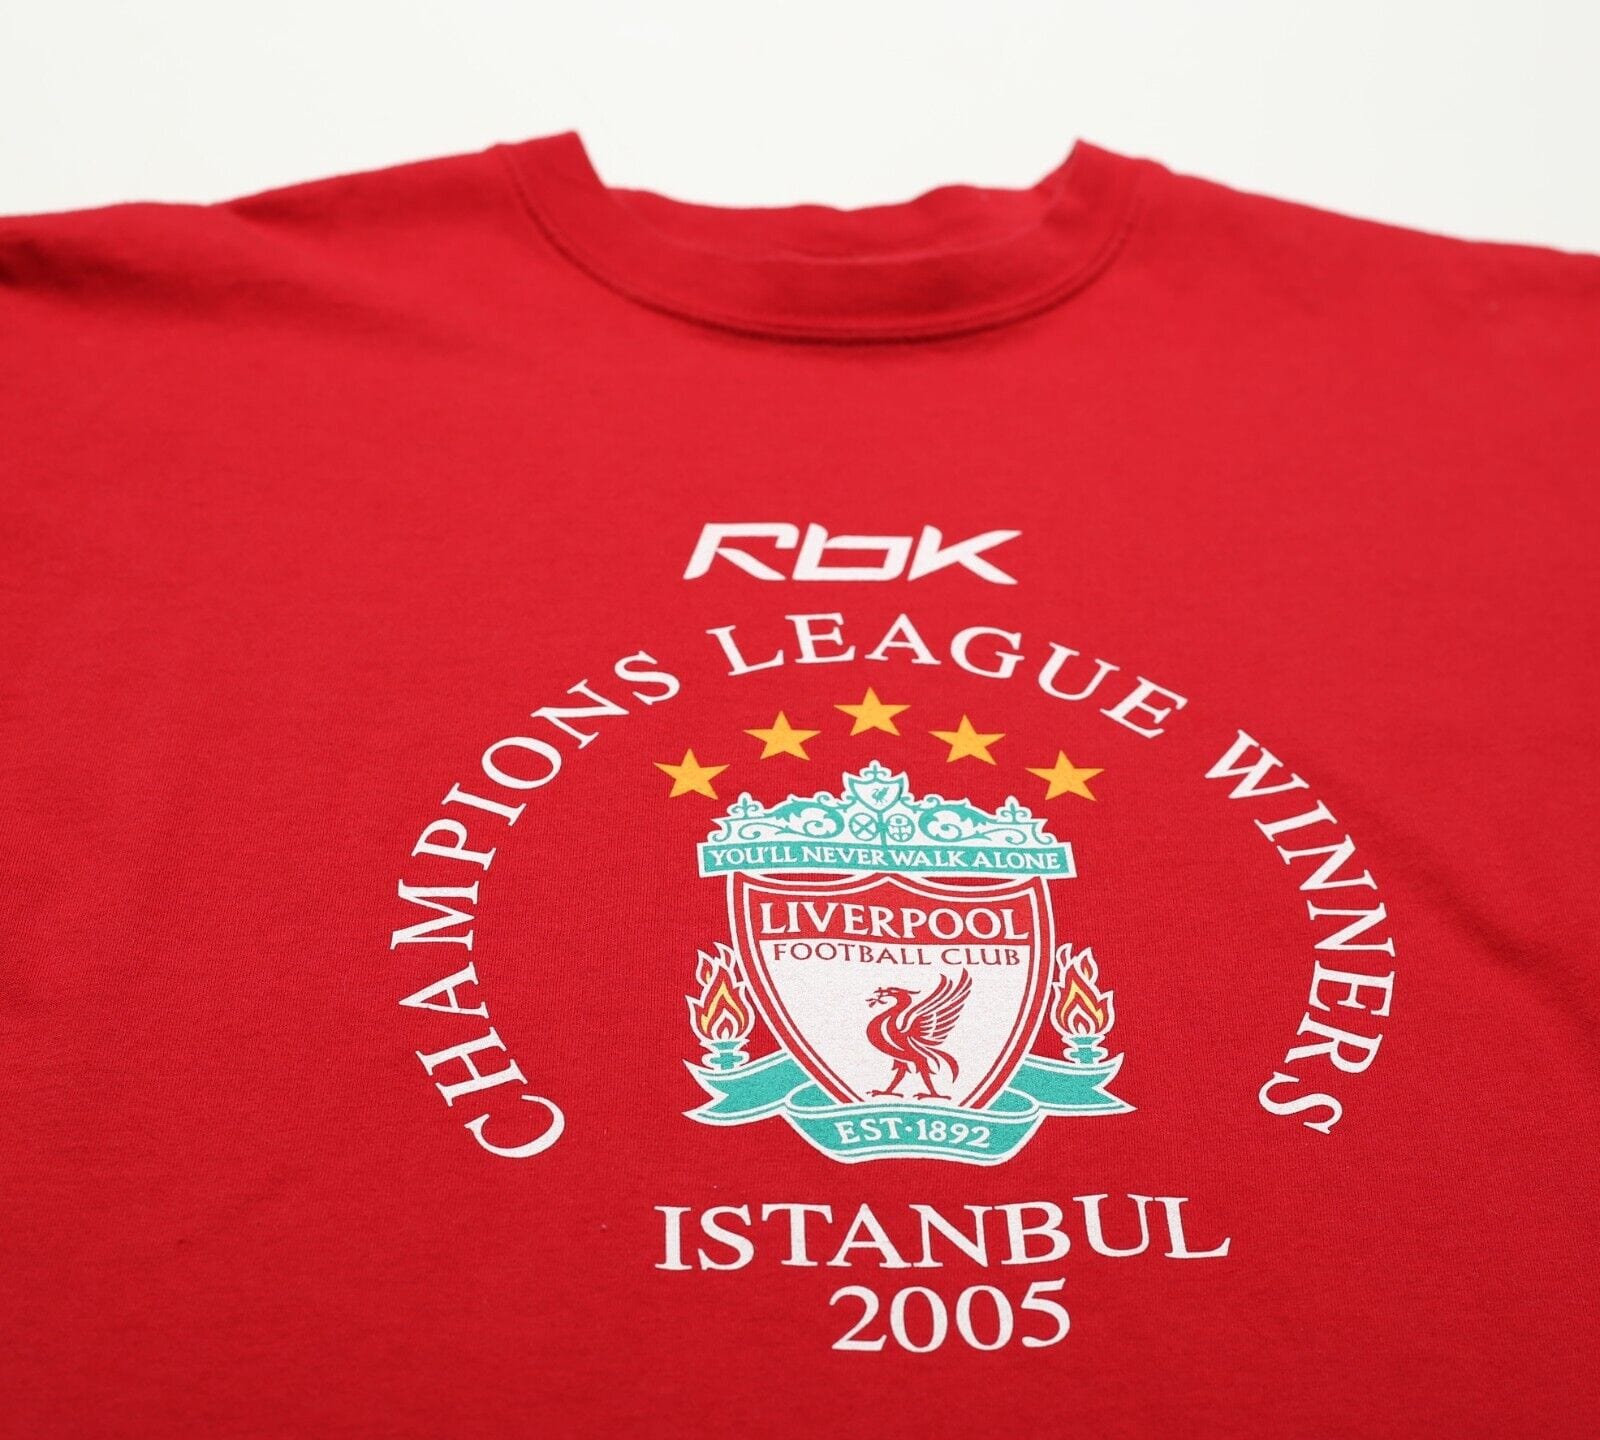 Rbk
CHAMPIONS LEAGUE WINNERS
YOU'LL NEVER WALK ALONE
LIVERPOOL
FOOTBALL CLUB
EST·1892
ISTANBUL
2005